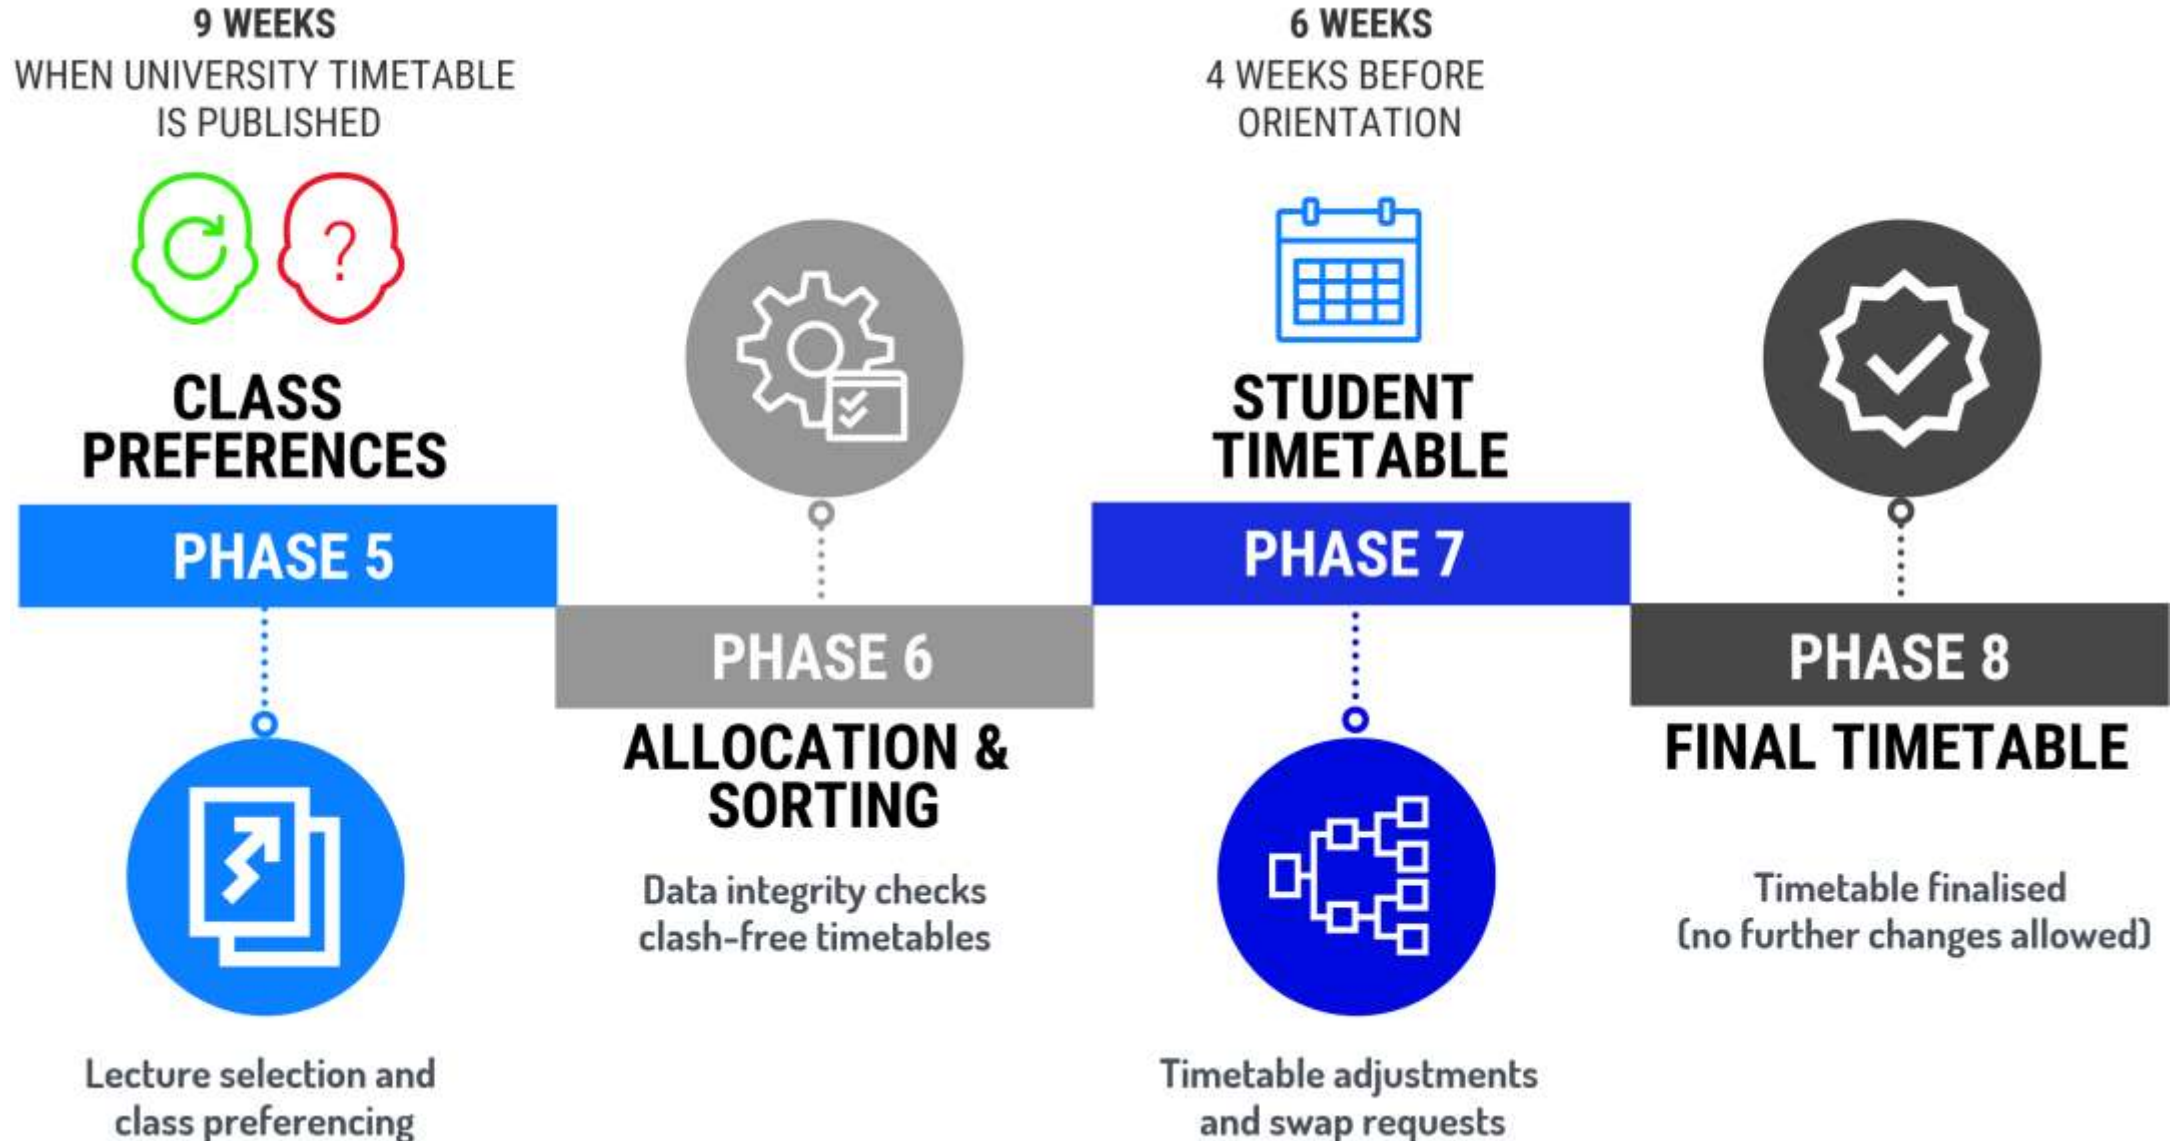 9 WEEKS
WHEN UNIVERSITY TIMETABLE
IS PUBLISHED
?
CLASS
PREFERENCES
PHASE 5
Lecture selection and
class preferencing
PHASE 6
ALLOCATION &
SORTING
Data integrity checks
clash-free timetables
6 WEEKS
4 WEEKS BEFORE
ORIENTATION
STUDENT
TIMETABLE
PHASE 7
Timetable adjustments
and swap requests
PHASE 8
FINAL TIMETABLE
Timetable finalised
(no further changes allowed)